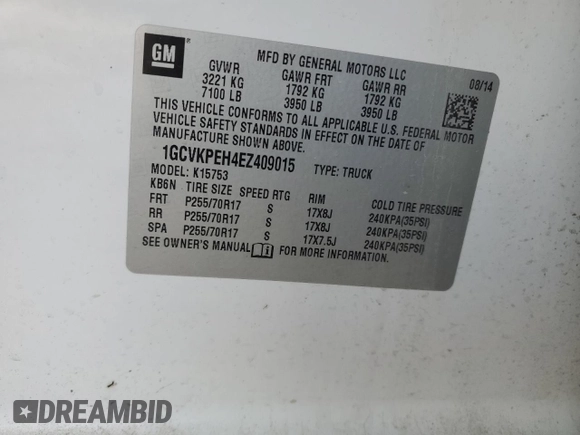 GM
MFD BY GENERAL MOTORS LLC
08/14
GVWR GAWR FRT GAWR RR
3221 KG 1792 KG 1792 KG
7100 LB 3950 LB 3950 LB
THIS VEHICLE CONFORMS TO ALL APPLICABLE U.S. FEDERAL MOTOR
VEHICLE SAFETY STANDARDS IN EFFECT ON THE DATE OF
MANUFACTURE SHOWN ABOVE.
1GCVKPEH4EZ409015 TYPE: TRUCK
MODEL: K15753
KB6N TIRE SIZE SPEED RTG RIM COLD TIRE PRESSURE
FRT P255/70R17 S 17X8J 240KPA(35PSI)
RR P255/70R17 S 17X8J 240KPA(35PSI)
SPA P255/70R17 S 17X7.5J 240KPA(35PSI)
SEE OWNER'S MANUAL FOR MORE INFORMATION.
DREAMBID